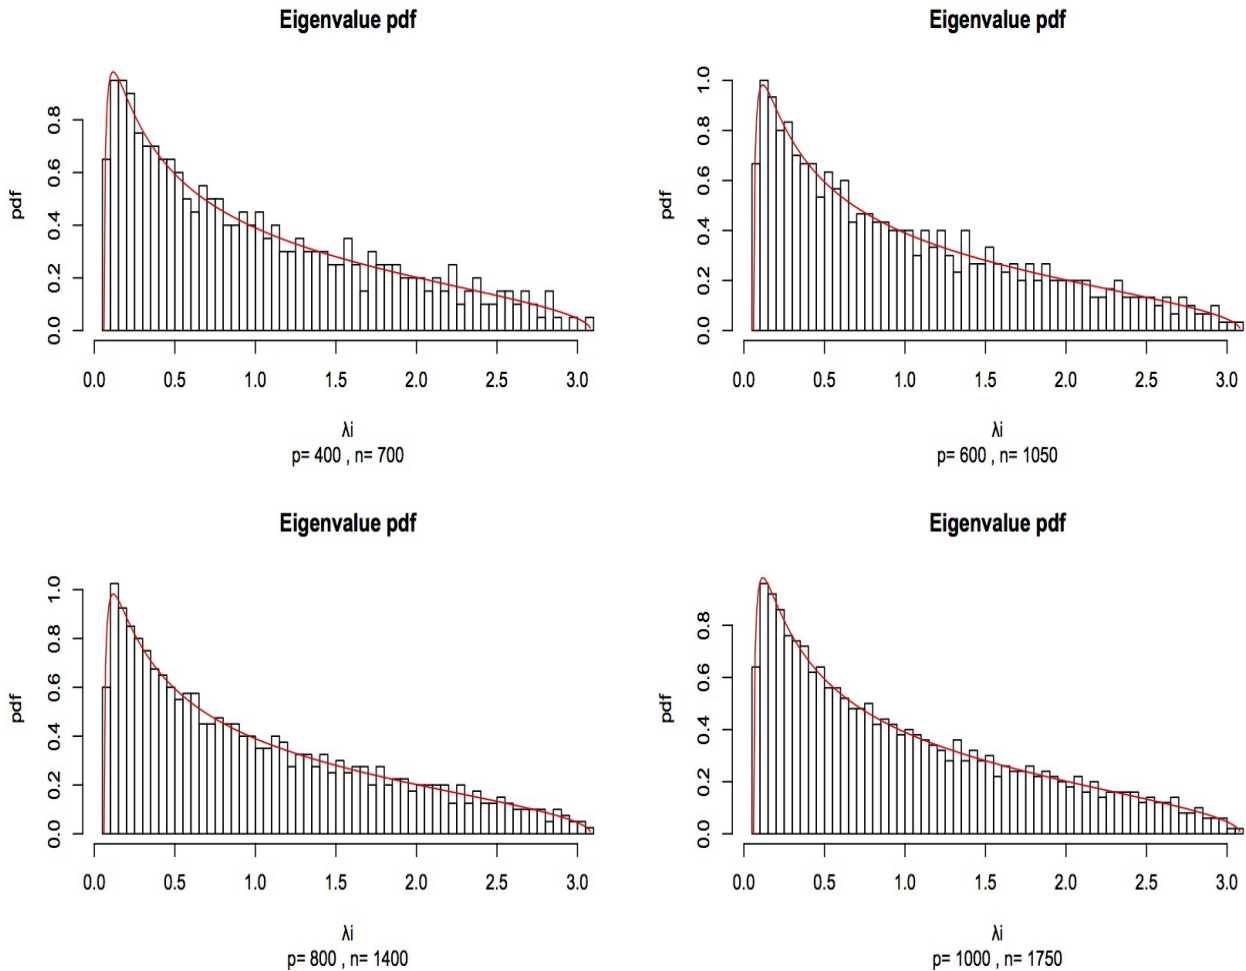 Eigenvalue pdf
pdf
0.0 0.2 0.4 0.6 0.8
0.0 0.5 1.0 1.5 2.0 2.5 3.0
λi
p= 400 , n= 700
Eigenvalue pdf
pdf
0.0 0.2 0.4 0.6 0.8 1.0
0.0 0.5 1.0 1.5 2.0 2.5 3.0
λi
p= 600 , n= 1050
Eigenvalue pdf
pdf
0.0 0.2 0.4 0.6 0.8 1.0
0.0 0.5 1.0 1.5 2.0 2.5 3.0
λi
p= 800 , n= 1400
Eigenvalue pdf
pdf
0.0 0.2 0.4 0.6 0.8
0.0 0.5 1.0 1.5 2.0 2.5 3.0
λi
p= 1000 , n= 1750